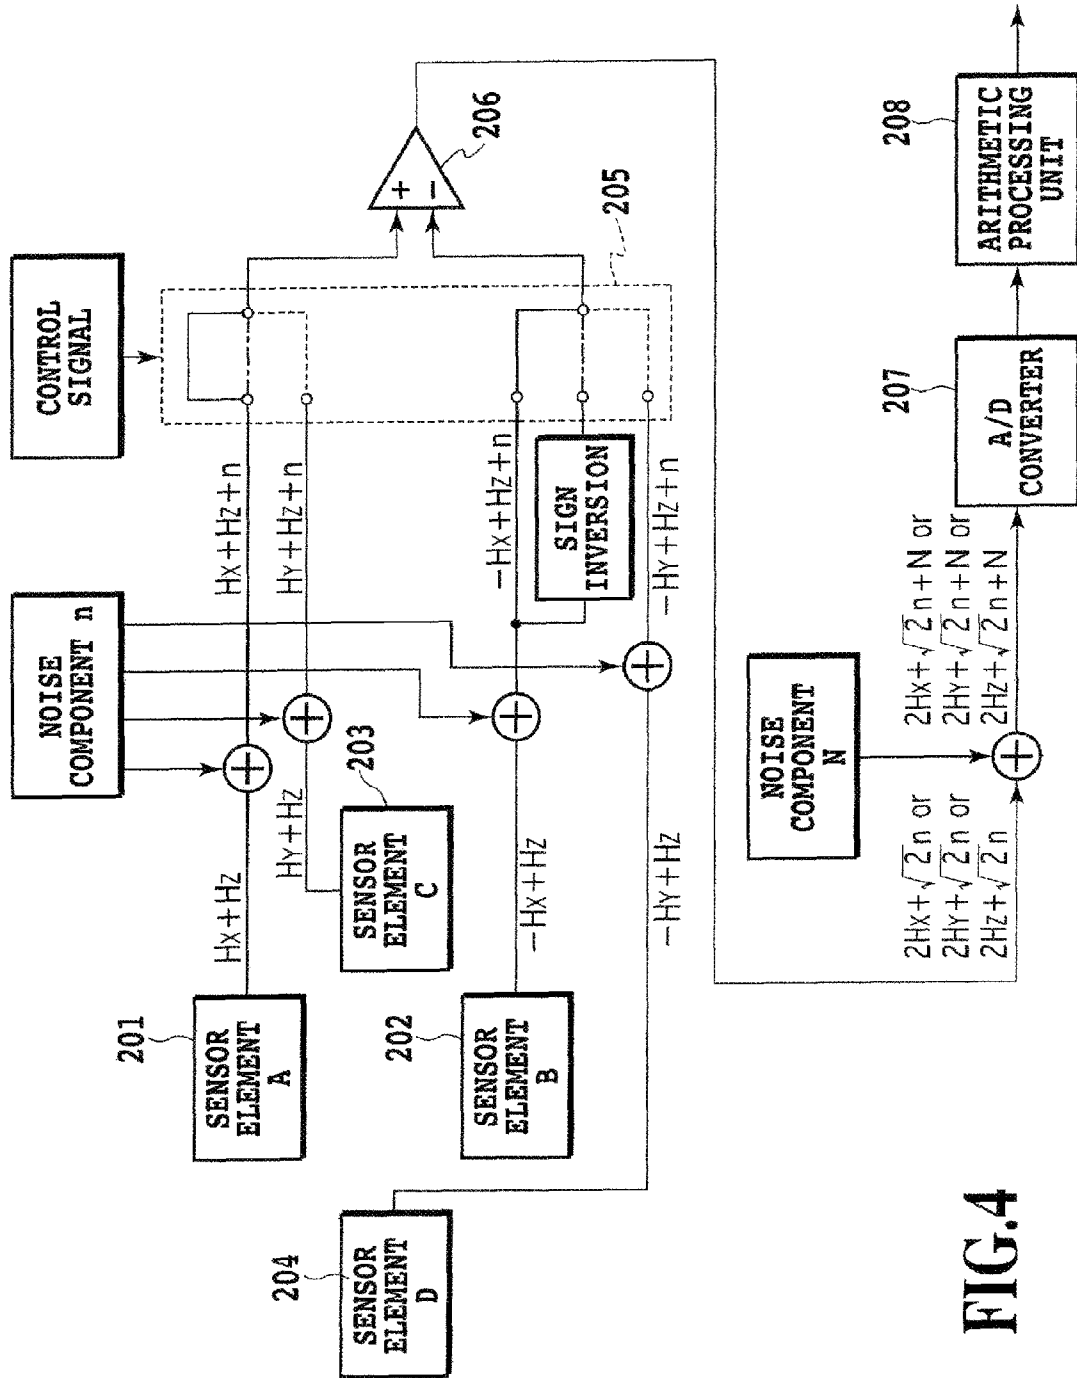 201
SENSOR
ELEMENT
A
Hx+Hz
NOISE
COMPONENT n
Hx+Hz+n
CONTROL
SIGNAL
203
SENSOR
ELEMENT
C
Hy+Hz
Hy+Hz+n
202
SENSOR
ELEMENT
B
-Hx+Hz
-Hx+Hz+n
SIGN
INVERSION
205
+
-
206
204
SENSOR
ELEMENT
D
-Hy+Hz
-Hy+Hz+n
NOISE
COMPONENT
N
2Hx+√2n or
2Hy+√2n or
2Hz+√2n
2Hx+√2n+N or
2Hy+√2n+N or
2Hz+√2n+N
207
A/D
CONVERTER
208
ARITHMETIC
PROCESSING
UNIT
FIG.4